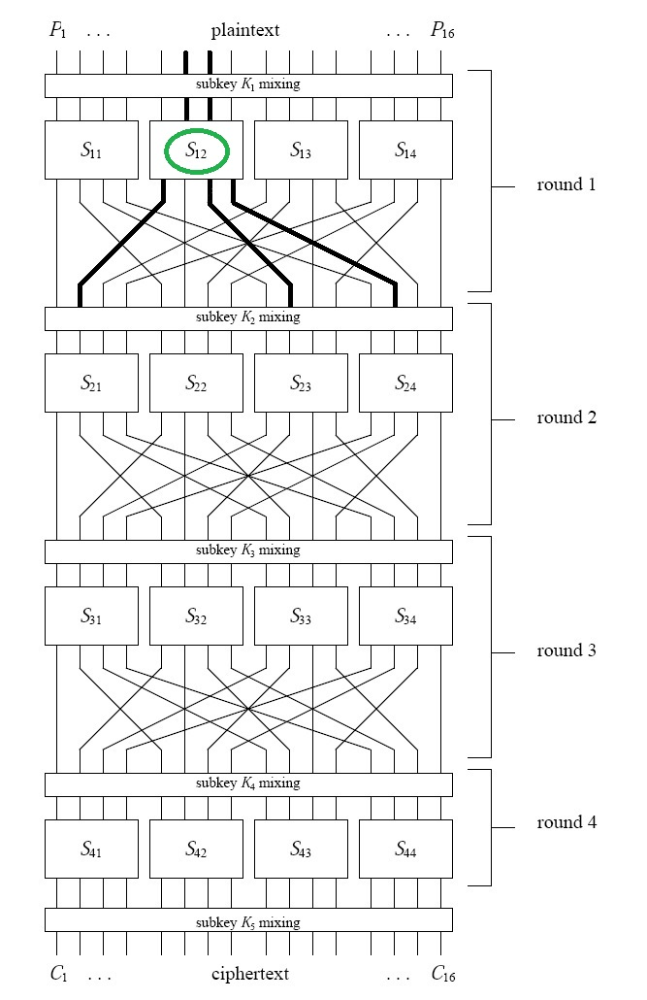 P₁ ... plaintext ... P₁₆
subkey K₁ mixing
S₁₁ S₁₂ S₁₃ S₁₄
round 1
subkey K₂ mixing
S₂₁ S₂₂ S₂₃ S₂₄
round 2
subkey K₃ mixing
S₃₁ S₃₂ S₃₃ S₃₄
round 3
subkey K₄ mixing
round 4
S₄₁ S₄₂ S₄₃ S₄₄
subkey K₅ mixing
C₁ ... ciphertext ... C₁₆